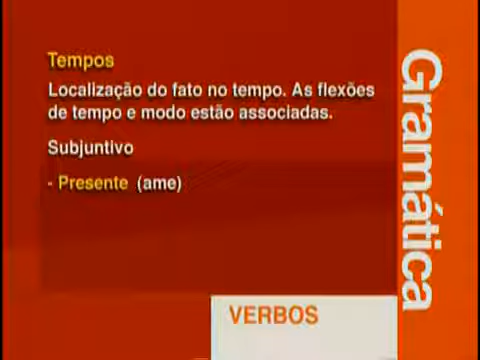 Tempos
Localização do fato no tempo. As flexões
de tempo e modo estão associadas.
Subjuntivo
- Presente (ame)
VERBOS
Gramática